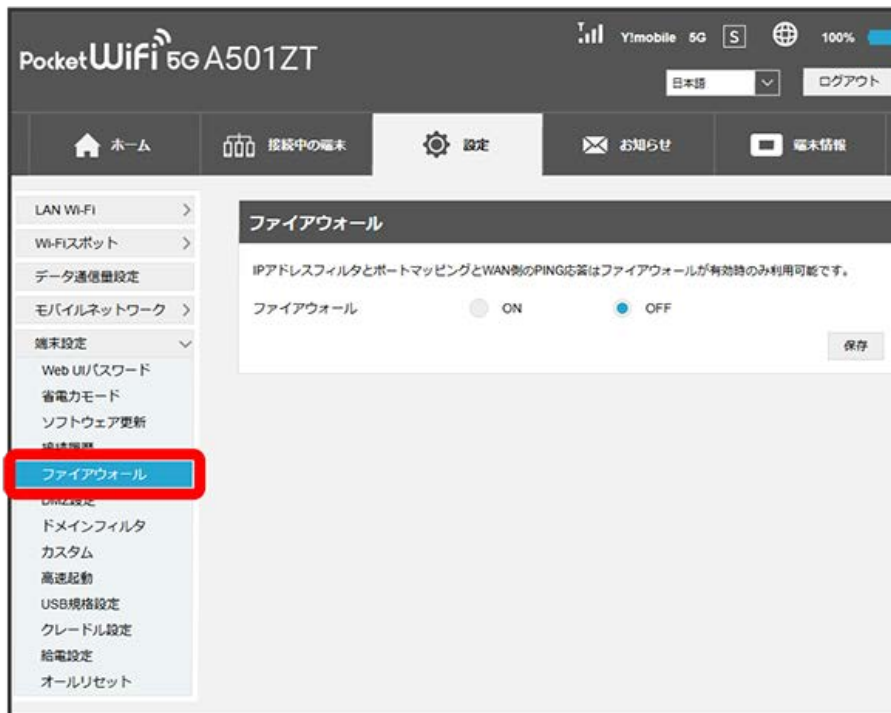 Pocket WiFi 5G A501ZT
Y!mobile 5G S 100%
日本語
ログアウト
ホーム
接続中の端末
設定
お知らせ
端末情報
LAN Wi-Fi
Wi-Fiスポット
データ通信量設定
モバイルネットワーク
端末設定
Web UIパスワード
省電力モード
ソフトウェア更新
接続履歴
ファイアウォール
DMZ設定
ドメインフィルタ
カスタム
高速起動
USB規格設定
クレードル設定
給電設定
オールリセット
ファイアウォール
IPアドレスフィルタとポートマッピングとWAN側のPING応答はファイアウォールが有効時のみ利用可能です。
ファイアウォール ON OFF
保存